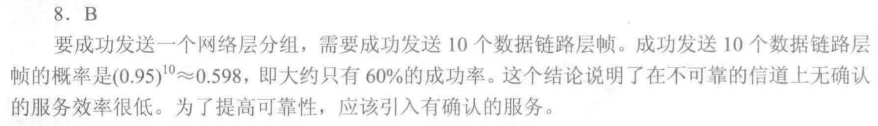 8．B
要成功发送一个网络层分组，需要成功发送 10 个数据链路层帧。成功发送 10 个数据链路层
帧的概率是(0.95)¹⁰≈0.598，即大约只有 60%的成功率。这个结论说明了在不可靠的信道上无确认
的服务效率很低。为了提高可靠性，应该引入有确认的服务。